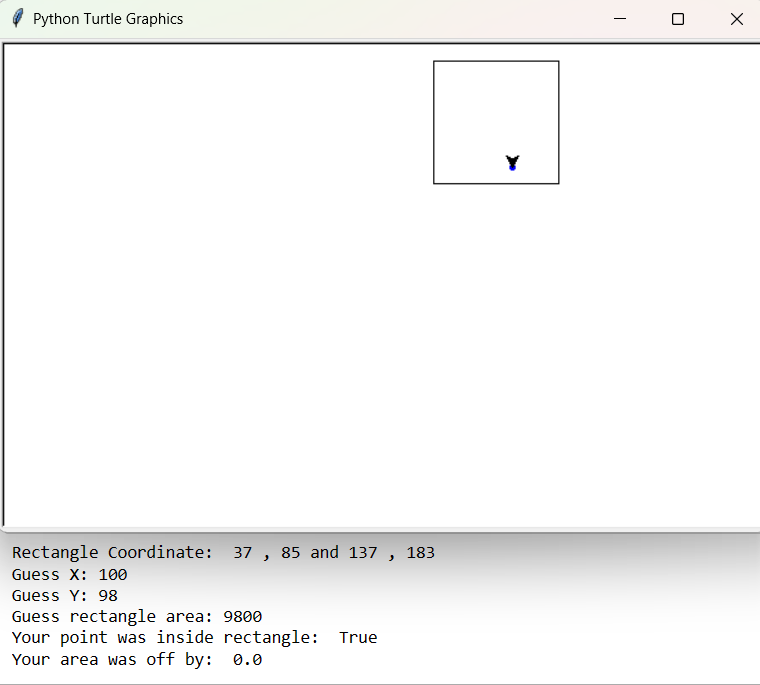 Python Turtle Graphics
Rectangle Coordinate:  37 , 85 and 137 , 183
Guess X: 100
Guess Y: 98
Guess rectangle area: 9800
Your point was inside rectangle:  True
Your area was off by:  0.0